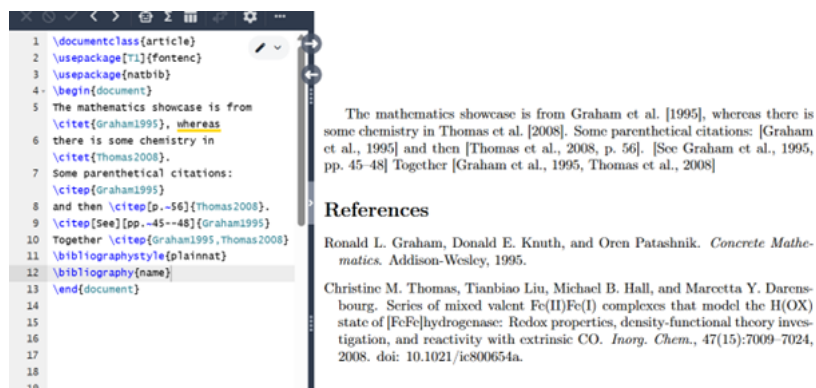 1 \documentclass{article}
2 \usepackage[T1]{fontenc}
3 \usepackage{natbib}
4 \begin{document}
5 The mathematics showcase is from
\citet{Graham1995}, whereas
6 there is some chemistry in
\citet{Thomas2008}.
7 Some parenthetical citations:
\citep{Graham1995}
8 and then \citep[p.~56]{Thomas2008}.
9 \citep[See][pp.~45--48]{Graham1995}
10 Together \citep{Graham1995,Thomas2008}
11 \bibliographystyle{plainnat}
12 \bibliography{name}
13 \end{document}
14
15
16
17
18
19
The mathematics showcase is from Graham et al. [1995], whereas there is
some chemistry in Thomas et al. [2008]. Some parenthetical citations: [Graham
et al., 1995] and then [Thomas et al., 2008, p. 56]. [See Graham et al., 1995,
pp. 45–48] Together [Graham et al., 1995, Thomas et al., 2008]
References
Ronald L. Graham, Donald E. Knuth, and Oren Patashnik. Concrete Mathe-
matics. Addison-Wesley, 1995.
Christine M. Thomas, Tianbiao Liu, Michael B. Hall, and Marcetta Y. Darens-
bourg. Series of mixed valent Fe(II)Fe(I) complexes that model the H(OX)
state of [FeFe]hydrogenase: Redox properties, density-functional theory inves-
tigation, and reactivity with extrinsic CO. Inorg. Chem., 47(15):7009–7024,
2008. doi: 10.1021/ic800654a.